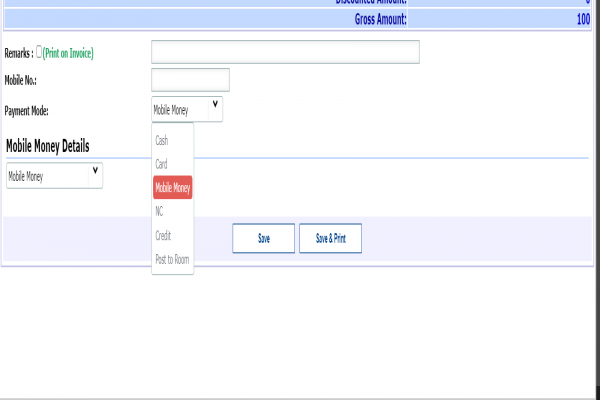 Discounted Amount: 0
Gross Amount: 100
Remarks : (Print on Invoice)
Mobile No.:
Payment Mode: Mobile Money
Cash
Mobile Money Details
Card
Mobile Money
Mobile Money
NC
Credit
Save
Save & Print
Post to Room